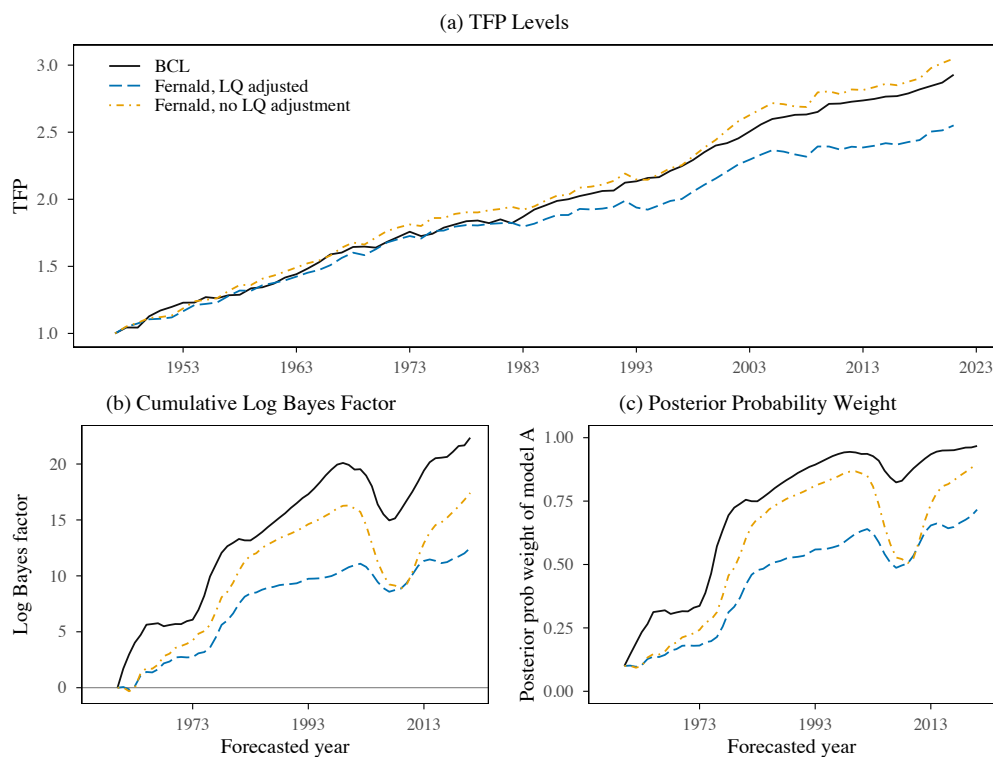 (a) TFP Levels
TFP
3.0
2.5
2.0
1.5
1.0
BCL
Fernald, LQ adjusted
Fernald, no LQ adjustment
1953 1963 1973 1983 1993 2003 2013 2023
(b) Cumulative Log Bayes Factor
Log Bayes factor
20
15
10
5
0
1973 1993 2013
Forecasted year
(c) Posterior Probability Weight
Posterior prob weight of model A
1.00
0.75
0.50
0.25
0.00
1973 1993 2013
Forecasted year